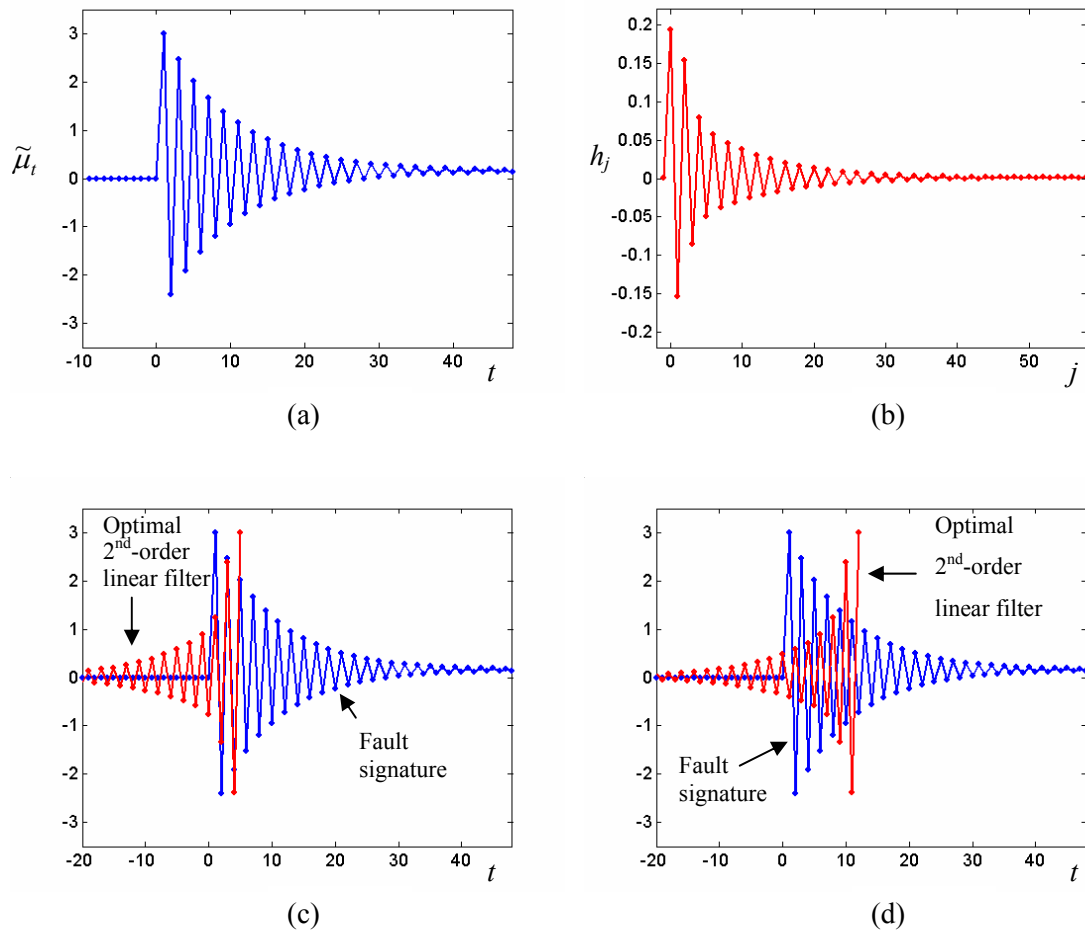 3
2
1
0
-1
-2
-3
μ̃ₜ
-10 0 10 20 30 40
t
(a)
0.2
0.15
0.1
0.05
0
-0.05
-0.1
-0.15
-0.2
hⱼ
0 10 20 30 40 50
j
(b)
3
2
1
0
-1
-2
-3
Optimal
2nd-order
linear filter
Fault
signature
-20 -10 0 10 20 30 40
t
(c)
3
2
1
0
-1
-2
-3
Optimal
2nd-order
linear filter
Fault
signature
-20 -10 0 10 20 30 40
t
(d)